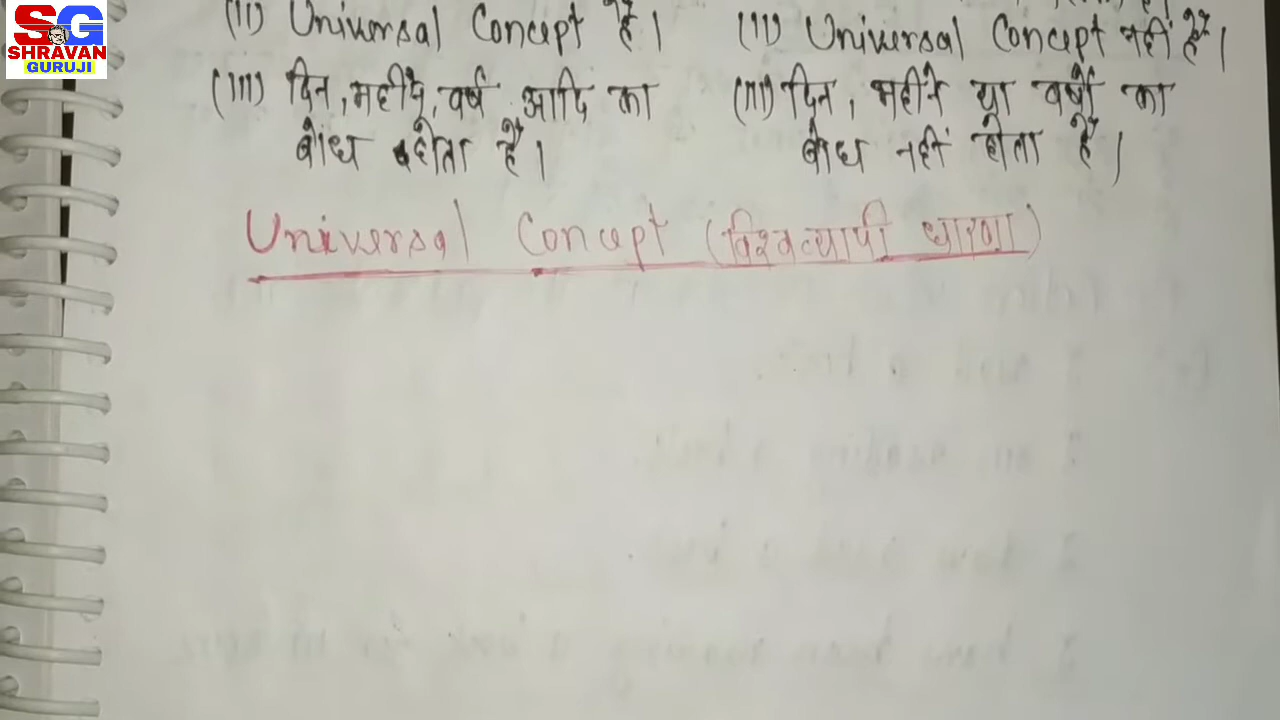 SG
SHRAVAN
GURUJI
(II) Universal Concept है। (II) Universal Concept नहीं है।
(III) दिन, महीने, वर्ष आदि का (III) दिन, महीने या वर्षो का
बोध होता है। बोध नहीं होता है।
Universal Concept (विश्वव्यापी धारणा)